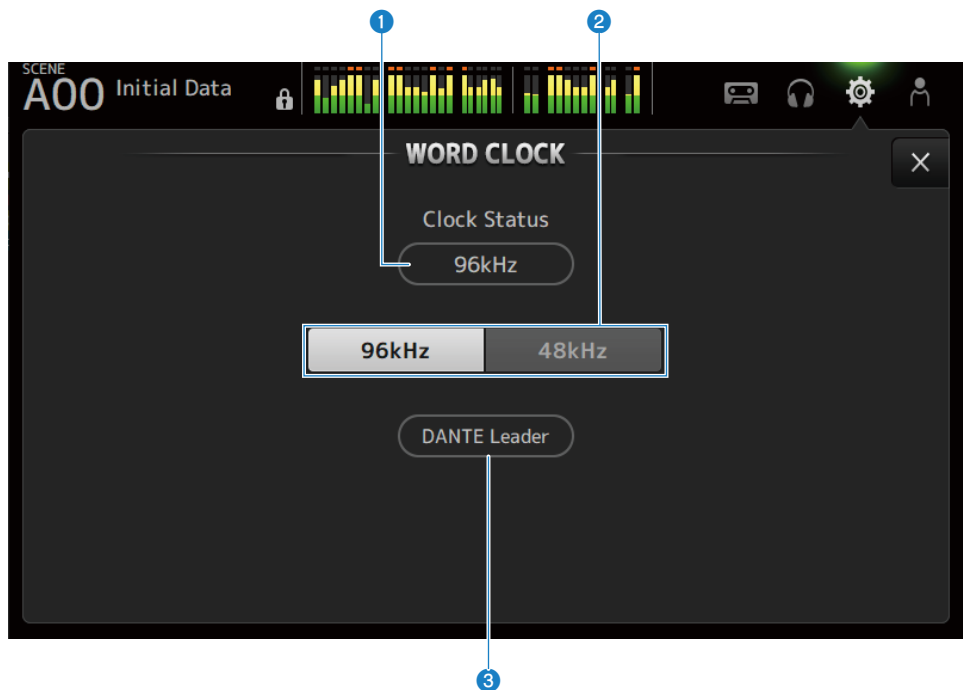 1 2
SCENE
A00 Initial Data
WORD CLOCK
Clock Status
96kHz
96kHz 48kHz
DANTE Leader
3